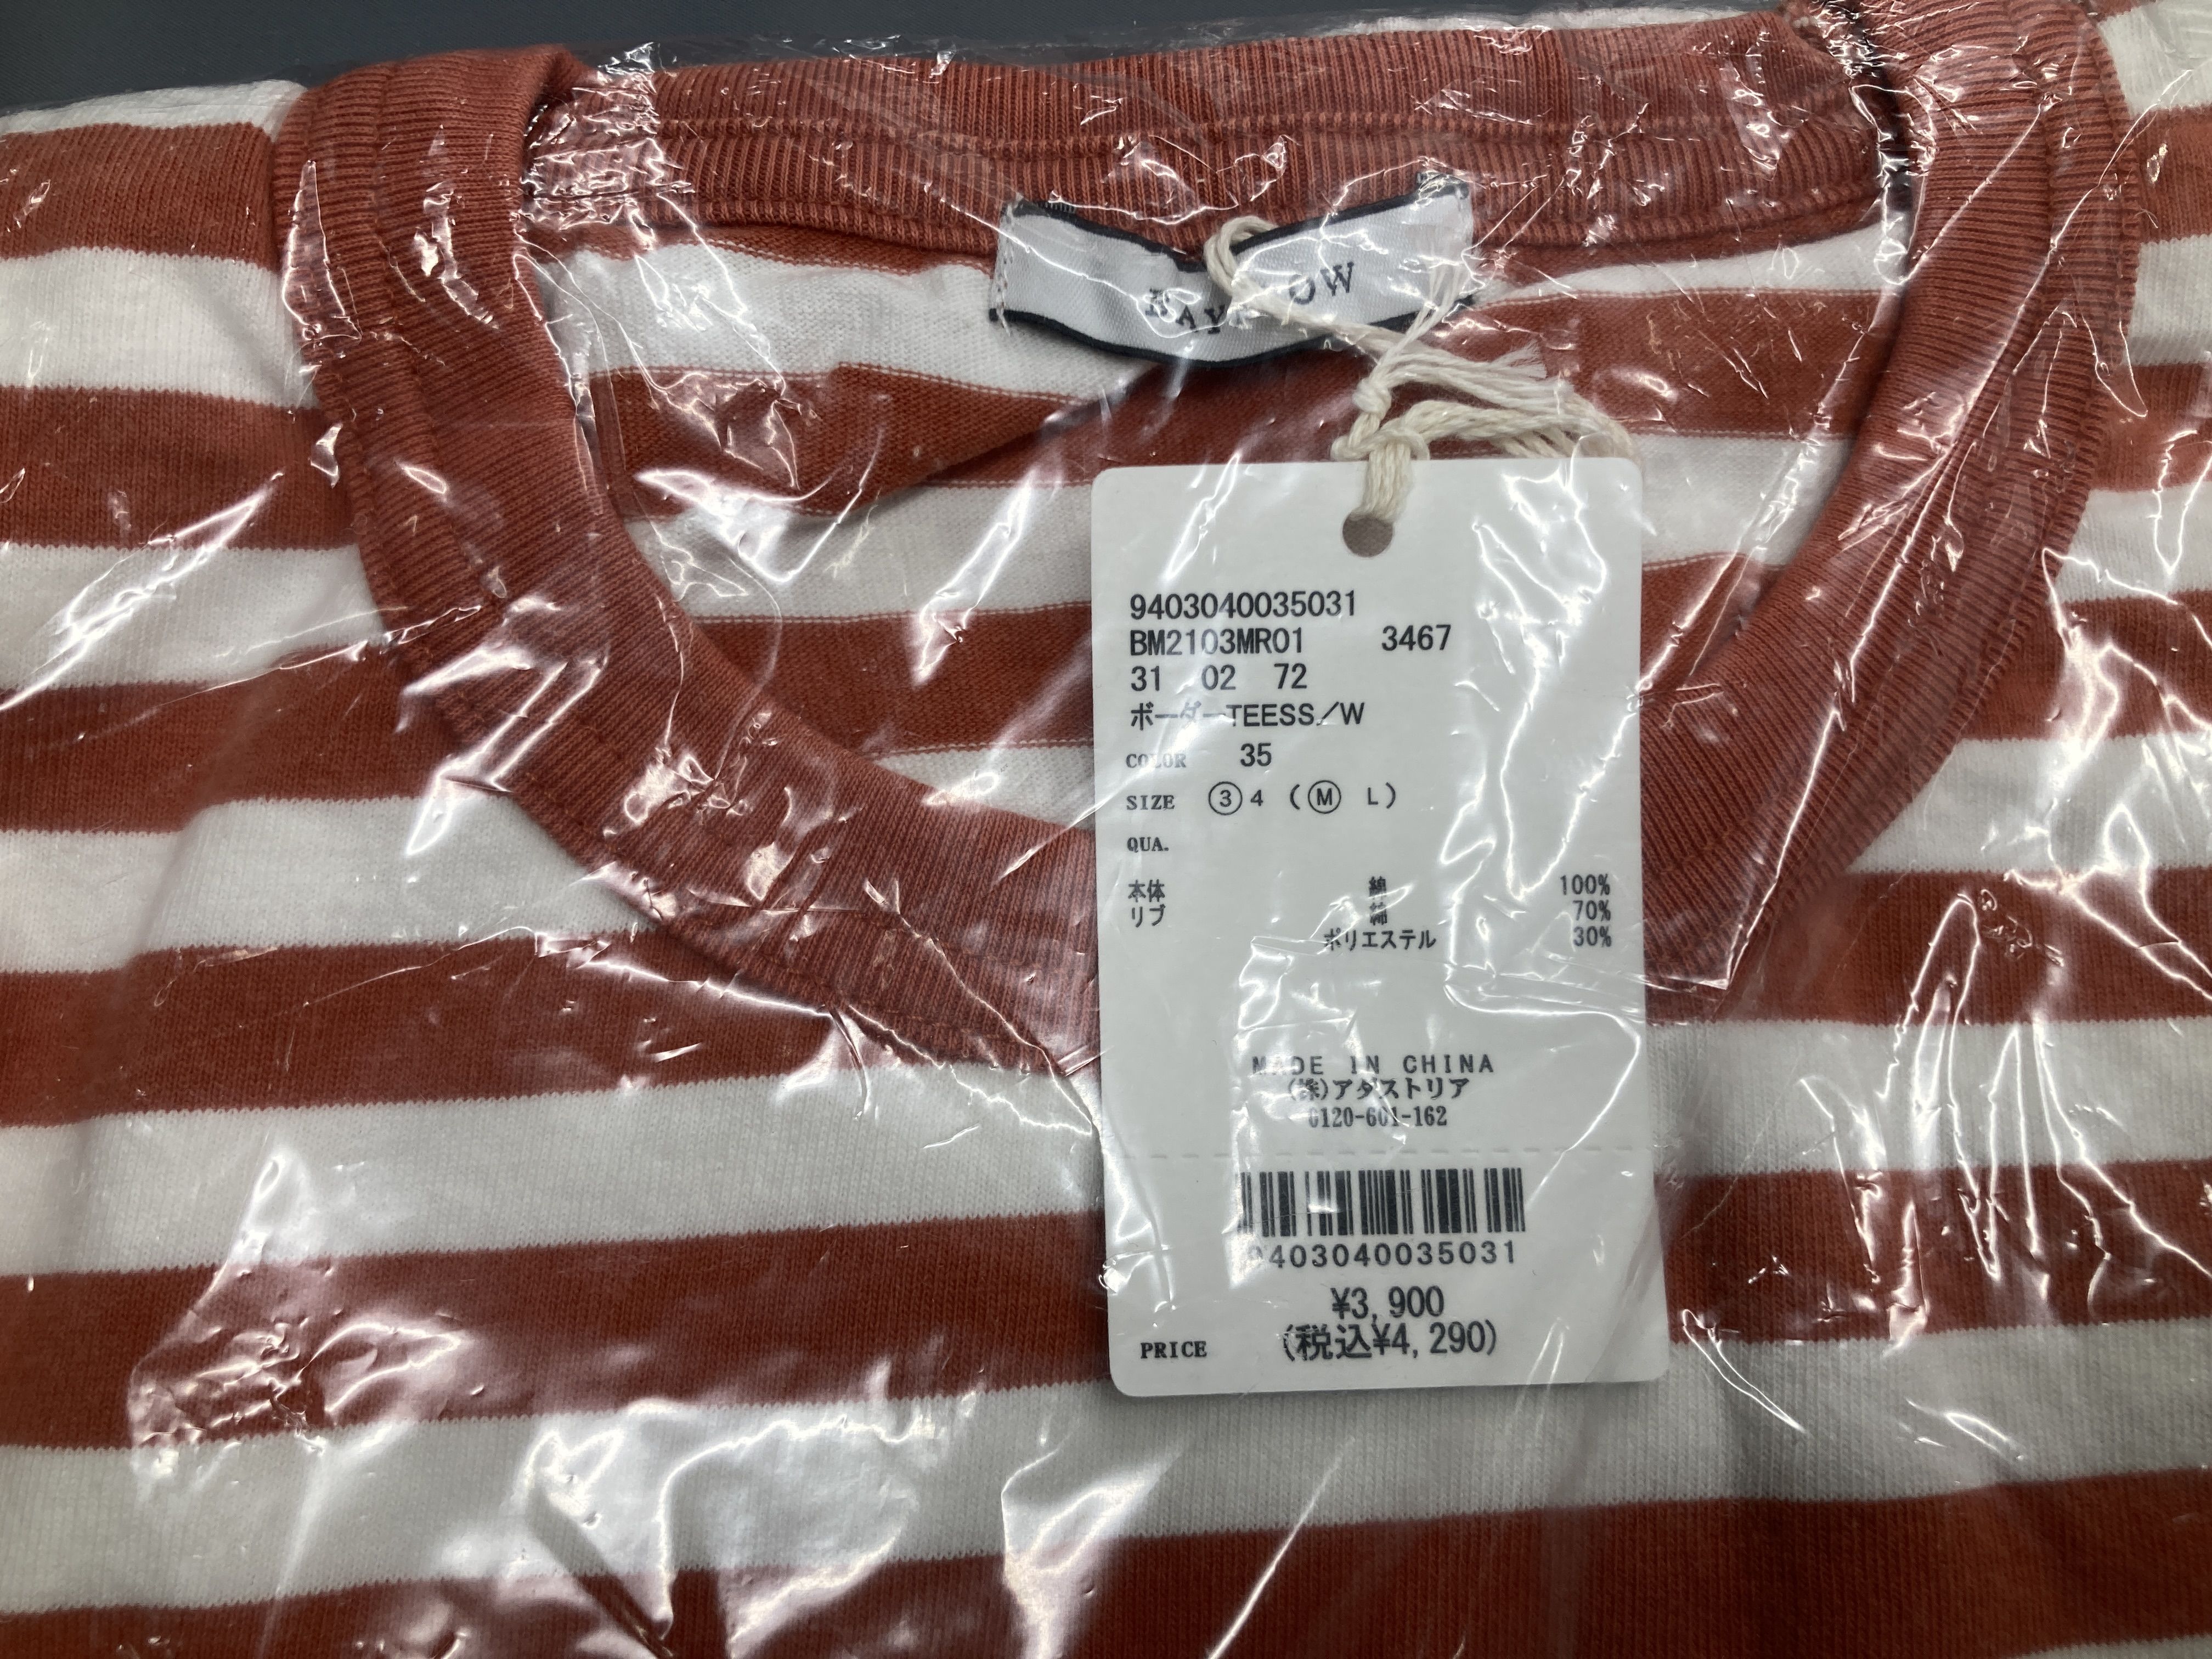 OW
9403040035031
BM2103MR01 3467
31 02 72
ボーダーTEESS/W
COLOR 35
SIZE ③ 4 (Ⓜ L)
QUA.
本体 綿 100%
リブ 綿 70%
ポリエステル 30%
MADE IN CHINA
(株)アダストリア
0120-601-162
9403040035031
¥3,900
PRICE (税込¥4,290)